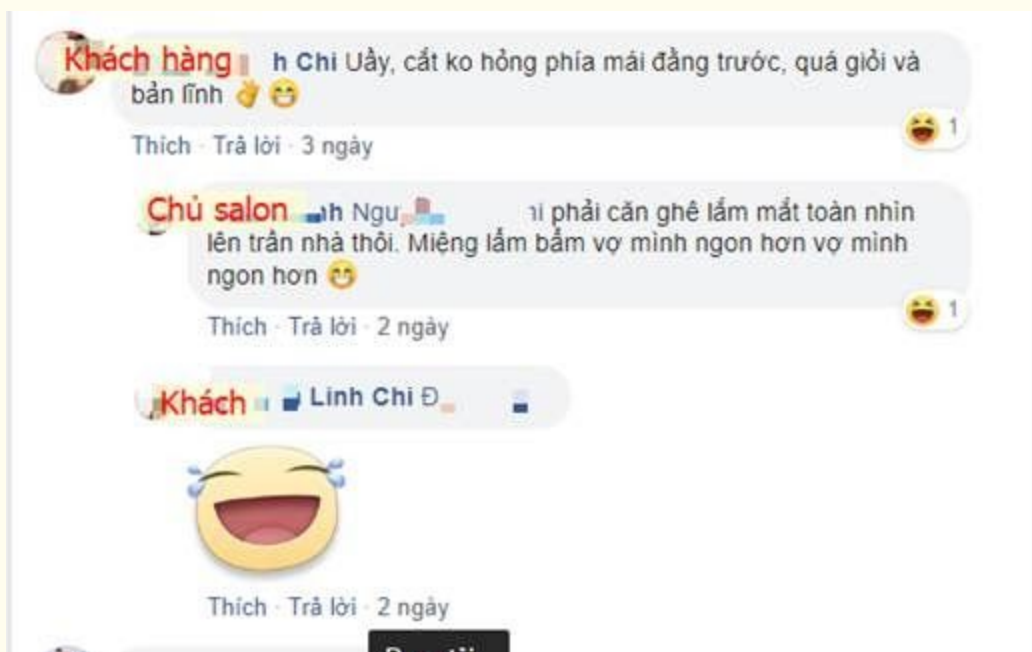 Khách hàng h Chi Uầy, cắt ko hỏng phía mái đằng trước, quá giỏi và
bản lĩnh
1
Thích · Trả lời · 3 ngày
Chủ salon h Ngu phải căn ghê lắm mắt toàn nhìn
lên trần nhà thôi. Miệng lẩm bẩm vợ mình ngon hơn vợ mình
ngon hơn
1
Thích · Trả lời · 2 ngày
Khách Linh Chi Đ
Thích · Trả lời · 2 ngày